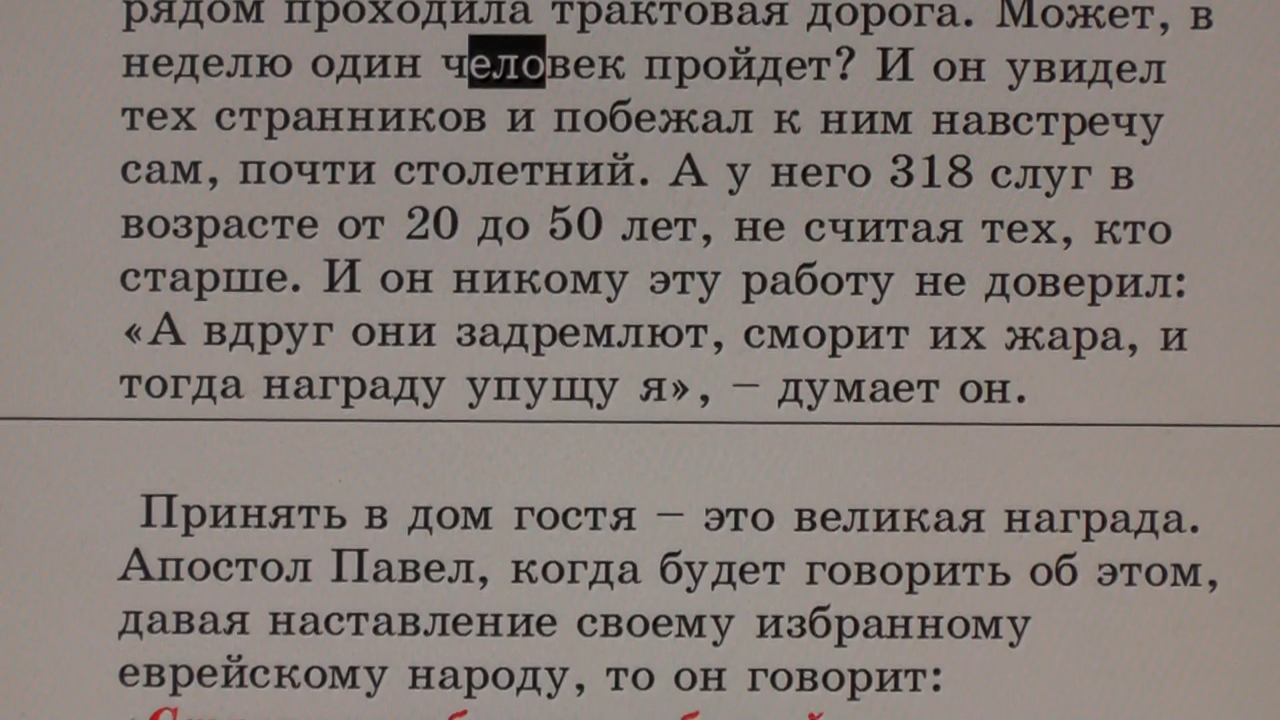 рядом проходила трактовая дорога. Может, в
неделю один человек пройдет? И он увидел
тех странников и побежал к ним навстречу
сам, почти столетний. А у него 318 слуг в
возрасте от 20 до 50 лет, не считая тех, кто
старше. И он никому эту работу не доверил:
«А вдруг они задремлют, сморит их жара, и
тогда награду упущу я», – думает он.
Принять в дом гостя – это великая награда.
Апостол Павел, когда будет говорить об этом,
давая наставление своему избранному
еврейскому народу, то он говорит: